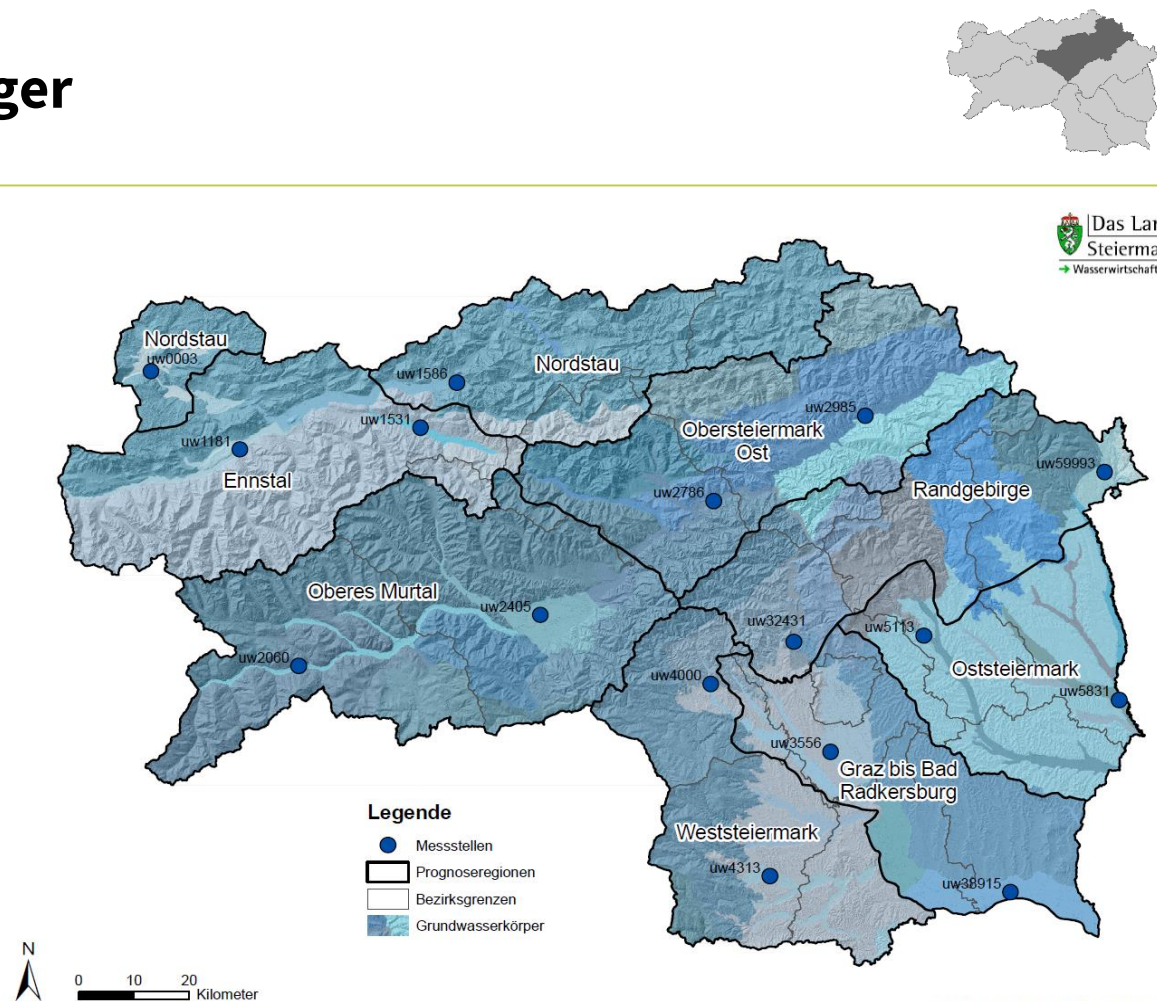 ger
Das Lar
Steierma
→ Wasserwirtschaft
Nordstau
uw0003
uw1586
Nordstau
uw1531
uw2985
uw1181
Obersteiermark
Ost
uw59993
Ennstal
uw2786
Randgebirge
Oberes Murtal
uw2405
uw32431
uw5113
uw2060
uw4000
Oststeiermark
uw5831
uw3556
Graz bis Bad
Radkersburg
Legende
Weststeiermark
Messstellen
uw4313
Prognoseregionen
uw38915
Bezirksgrenzen
Grundwasserkörper
N
0 10 20
Kilometer